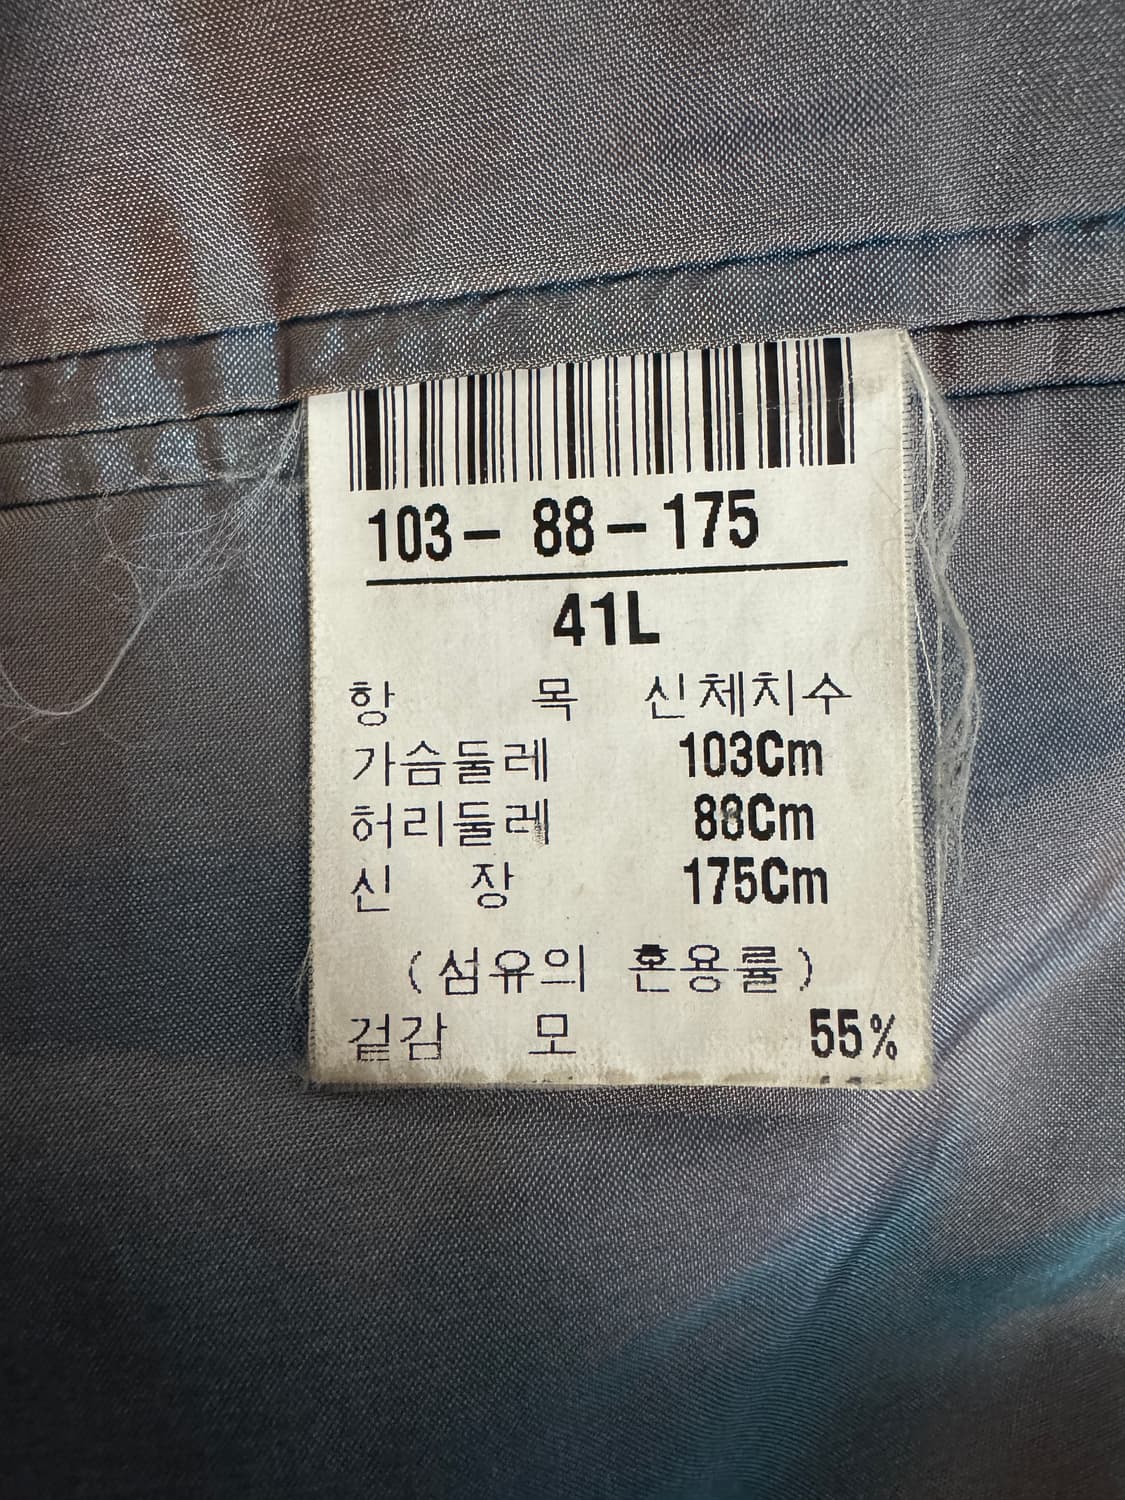 103- 88-175
41L
항 목 신체치수
가슴둘레 103Cm
허리둘레 88Cm
신 장 175Cm
(섬유의 혼용률)
겉감 모 55%